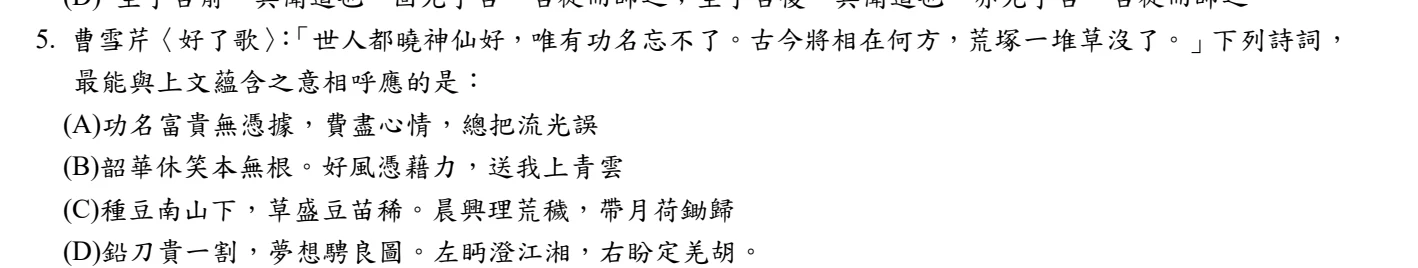 5. 曹雪芹〈好了歌〉:「世人都曉神仙好，唯有功名忘不了。古今將相在何方，荒塚一堆草沒了。」下列詩詞，
最能與上文蘊含之意相呼應的是：
(A)功名富貴無憑據，費盡心情，總把流光誤
(B)韶華休笑本無根。好風憑藉力，送我上青雲
(C)種豆南山下，草盛豆苗稀。晨興理荒穢，帶月荷鋤歸
(D)鉛刀貴一割，夢想騁良圖。左眄澄江湘，右盼定羌胡。